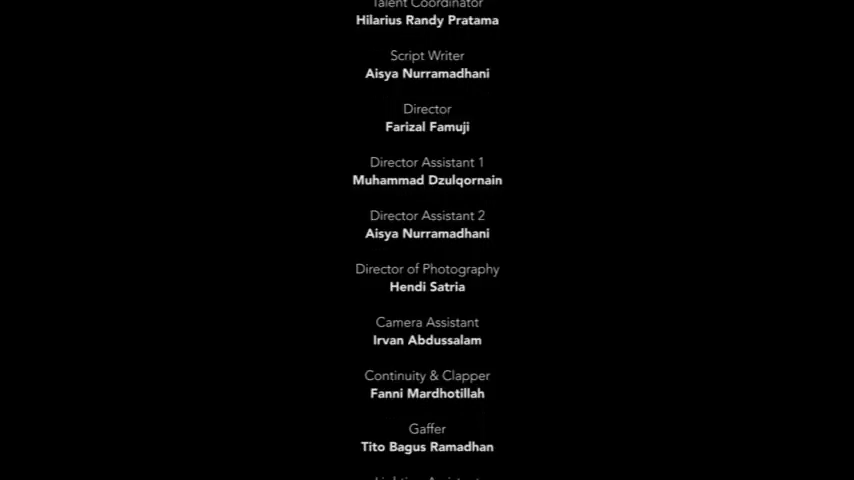 Talent Coordinator
Hilarius Randy Pratama
Script Writer
Aisya Nurramadhani
Director
Farizal Famuji
Director Assistant 1
Muhammad Dzulqornain
Director Assistant 2
Aisya Nurramadhani
Director of Photography
Hendi Satria
Camera Assistant
Irvan Abdussalam
Continuity & Clapper
Fanni Mardhotillah
Gaffer
Tito Bagus Ramadhan